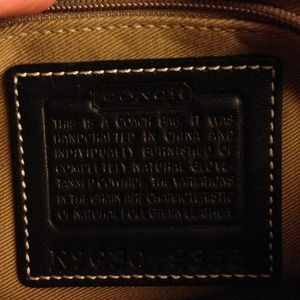 COACH
THIS IS A COACH BAG. IT WAS
HANDCRAFTED IN CHINA AND
INDIVIDUALLY BURNISHED OF
COMPLETELY NATURAL GLOVE-
TANNED COWHIDE. THE VARIATIONS
IN THE GRAIN ARE CHARACTERISTIC
OF NATURAL FULL GRAIN LEATHER.